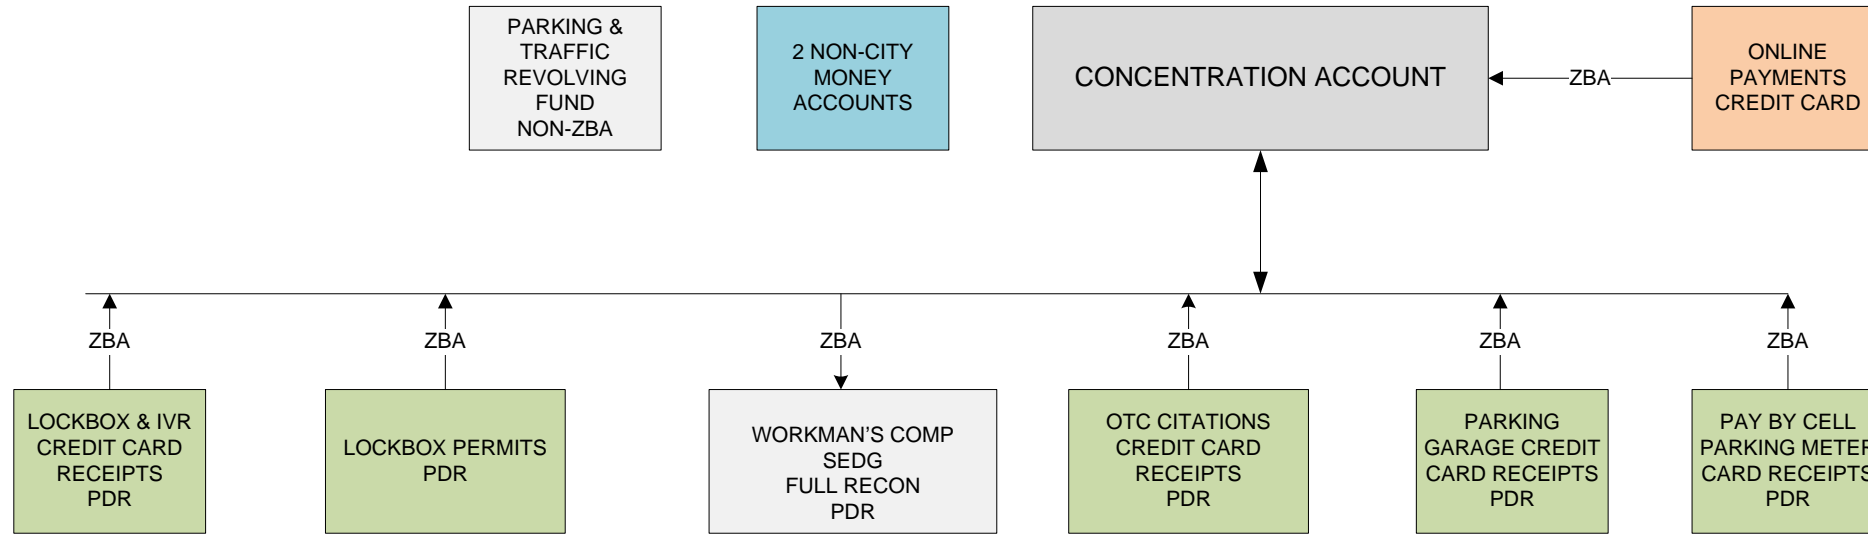 PARKING &
TRAFFIC
REVOLVING
FUND
NON-ZBA
2 NON-CITY
MONEY
ACCOUNTS
CONCENTRATION ACCOUNT
ZBA
ONLINE
PAYMENTS
CREDIT CARD
ZBA
ZBA
ZBA
ZBA
ZBA
ZBA
LOCKBOX & IVR
CREDIT CARD
RECEIPTS
PDR
LOCKBOX PERMITS
PDR
WORKMAN'S COMP
SEDG
FULL RECON
PDR
OTC CITATIONS
CREDIT CARD
RECEIPTS
PDR
PARKING
GARAGE CREDIT
CARD RECEIPTS
PDR
PAY BY CELL
PARKING METER
CARD RECEIPTS
PDR